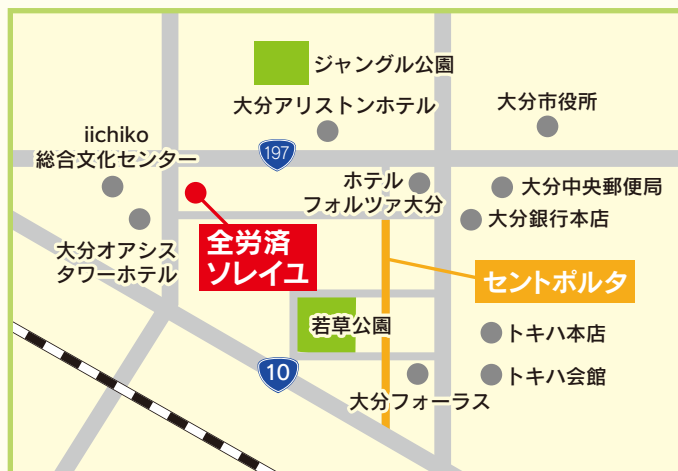 ジャングル公園
大分アリストンホテル
大分市役所
iichiko
総合文化センター
197
ホテル
フォルツァ大分
大分中央郵便局
大分銀行本店
大分オアシス
タワーホテル
全労済
ソレイユ
セントポルタ
若草公園
トキハ本店
10
トキハ会館
大分フォーラス